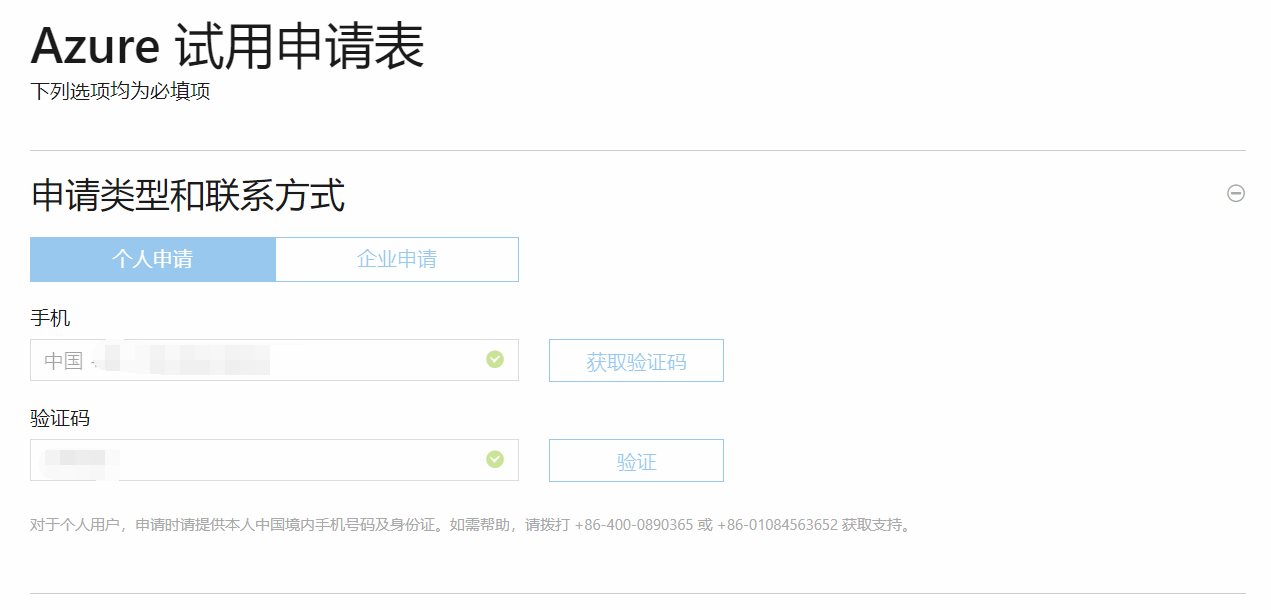 Azure 试用申请表
下列选项均为必填项
申请类型和联系方式
个人申请
企业申请
手机
中国
获取验证码
验证码
验证
对于个人用户，申请时请提供本人中国境内手机号码及身份证。如需帮助，请拨打 +86-400-0890365 或 +86-01084563652 获取支持。